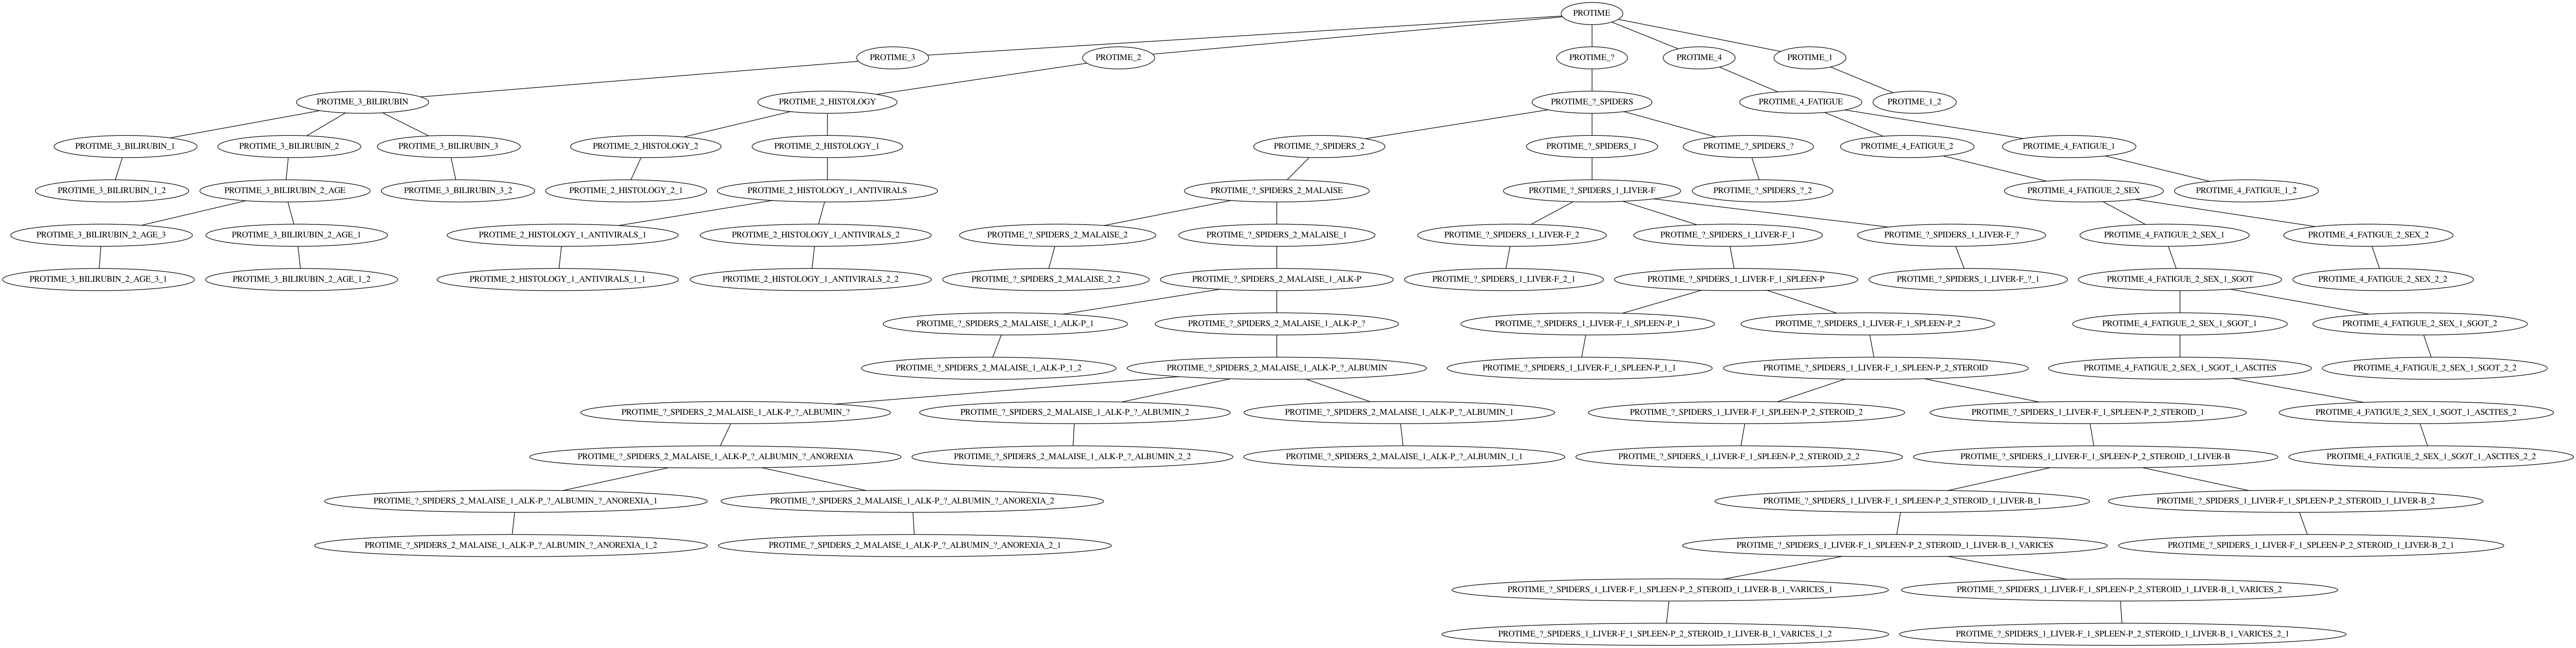 PROTIME
PROTIME_3
PROTIME_2
PROTIME_?
PROTIME_4
PROTIME_1
PROTIME_3_BILIRUBIN
PROTIME_2_HISTOLOGY
PROTIME_?_SPIDERS
PROTIME_4_FATIGUE
PROTIME_1_2
PROTIME_3_BILIRUBIN_1
PROTIME_3_BILIRUBIN_2
PROTIME_3_BILIRUBIN_3
PROTIME_2_HISTOLOGY_2
PROTIME_2_HISTOLOGY_1
PROTIME_?_SPIDERS_2
PROTIME_?_SPIDERS_1
PROTIME_?_SPIDERS_?
PROTIME_4_FATIGUE_2
PROTIME_4_FATIGUE_1
PROTIME_3_BILIRUBIN_1_2
PROTIME_3_BILIRUBIN_2_AGE
PROTIME_3_BILIRUBIN_3_2
PROTIME_2_HISTOLOGY_2_1
PROTIME_2_HISTOLOGY_1_ANTIVIRALS
PROTIME_?_SPIDERS_2_MALAISE
PROTIME_?_SPIDERS_1_LIVER-F
PROTIME_?_SPIDERS_?_2
PROTIME_4_FATIGUE_2_SEX
PROTIME_4_FATIGUE_1_2
PROTIME_3_BILIRUBIN_2_AGE_3
PROTIME_3_BILIRUBIN_2_AGE_1
PROTIME_2_HISTOLOGY_1_ANTIVIRALS_1
PROTIME_2_HISTOLOGY_1_ANTIVIRALS_2
PROTIME_?_SPIDERS_2_MALAISE_2
PROTIME_?_SPIDERS_2_MALAISE_1
PROTIME_?_SPIDERS_1_LIVER-F_2
PROTIME_?_SPIDERS_1_LIVER-F_1
PROTIME_?_SPIDERS_1_LIVER-F_?
PROTIME_4_FATIGUE_2_SEX_1
PROTIME_4_FATIGUE_2_SEX_2
PROTIME_3_BILIRUBIN_2_AGE_3_1
PROTIME_3_BILIRUBIN_2_AGE_1_2
PROTIME_2_HISTOLOGY_1_ANTIVIRALS_1_1
PROTIME_2_HISTOLOGY_1_ANTIVIRALS_2_2
PROTIME_?_SPIDERS_2_MALAISE_2_2
PROTIME_?_SPIDERS_2_MALAISE_1_ALK-P
PROTIME_?_SPIDERS_1_LIVER-F_2_1
PROTIME_?_SPIDERS_1_LIVER-F_1_SPLEEN-P
PROTIME_?_SPIDERS_1_LIVER-F_?_1
PROTIME_4_FATIGUE_2_SEX_1_SGOT
PROTIME_4_FATIGUE_2_SEX_2_2
PROTIME_?_SPIDERS_2_MALAISE_1_ALK-P_1
PROTIME_?_SPIDERS_2_MALAISE_1_ALK-P_?
PROTIME_?_SPIDERS_1_LIVER-F_1_SPLEEN-P_1
PROTIME_?_SPIDERS_1_LIVER-F_1_SPLEEN-P_2
PROTIME_4_FATIGUE_2_SEX_1_SGOT_1
PROTIME_4_FATIGUE_2_SEX_1_SGOT_2
PROTIME_?_SPIDERS_2_MALAISE_1_ALK-P_1_2
PROTIME_?_SPIDERS_2_MALAISE_1_ALK-P_?_ALBUMIN
PROTIME_?_SPIDERS_1_LIVER-F_1_SPLEEN-P_1_1
PROTIME_?_SPIDERS_1_LIVER-F_1_SPLEEN-P_2_STEROID
PROTIME_4_FATIGUE_2_SEX_1_SGOT_1_ASCITES
PROTIME_4_FATIGUE_2_SEX_1_SGOT_2_2
PROTIME_?_SPIDERS_2_MALAISE_1_ALK-P_?_ALBUMIN_?
PROTIME_?_SPIDERS_2_MALAISE_1_ALK-P_?_ALBUMIN_2
PROTIME_?_SPIDERS_2_MALAISE_1_ALK-P_?_ALBUMIN_1
PROTIME_?_SPIDERS_1_LIVER-F_1_SPLEEN-P_2_STEROID_2
PROTIME_?_SPIDERS_1_LIVER-F_1_SPLEEN-P_2_STEROID_1
PROTIME_4_FATIGUE_2_SEX_1_SGOT_1_ASCITES_2
PROTIME_?_SPIDERS_2_MALAISE_1_ALK-P_?_ALBUMIN_?_ANOREXIA
PROTIME_?_SPIDERS_2_MALAISE_1_ALK-P_?_ALBUMIN_2_2
PROTIME_?_SPIDERS_2_MALAISE_1_ALK-P_?_ALBUMIN_1_1
PROTIME_?_SPIDERS_1_LIVER-F_1_SPLEEN-P_2_STEROID_2_2
PROTIME_?_SPIDERS_1_LIVER-F_1_SPLEEN-P_2_STEROID_1_LIVER-B
PROTIME_4_FATIGUE_2_SEX_1_SGOT_1_ASCITES_2_2
PROTIME_?_SPIDERS_2_MALAISE_1_ALK-P_?_ALBUMIN_?_ANOREXIA_1
PROTIME_?_SPIDERS_2_MALAISE_1_ALK-P_?_ALBUMIN_?_ANOREXIA_2
PROTIME_?_SPIDERS_1_LIVER-F_1_SPLEEN-P_2_STEROID_1_LIVER-B_1
PROTIME_?_SPIDERS_1_LIVER-F_1_SPLEEN-P_2_STEROID_1_LIVER-B_2
PROTIME_?_SPIDERS_2_MALAISE_1_ALK-P_?_ALBUMIN_?_ANOREXIA_1_2
PROTIME_?_SPIDERS_2_MALAISE_1_ALK-P_?_ALBUMIN_?_ANOREXIA_2_1
PROTIME_?_SPIDERS_1_LIVER-F_1_SPLEEN-P_2_STEROID_1_LIVER-B_1_VARICES
PROTIME_?_SPIDERS_1_LIVER-F_1_SPLEEN-P_2_STEROID_1_LIVER-B_2_1
PROTIME_?_SPIDERS_1_LIVER-F_1_SPLEEN-P_2_STEROID_1_LIVER-B_1_VARICES_1
PROTIME_?_SPIDERS_1_LIVER-F_1_SPLEEN-P_2_STEROID_1_LIVER-B_1_VARICES_2
PROTIME_?_SPIDERS_1_LIVER-F_1_SPLEEN-P_2_STEROID_1_LIVER-B_1_VARICES_1_2
PROTIME_?_SPIDERS_1_LIVER-F_1_SPLEEN-P_2_STEROID_1_LIVER-B_1_VARICES_2_1